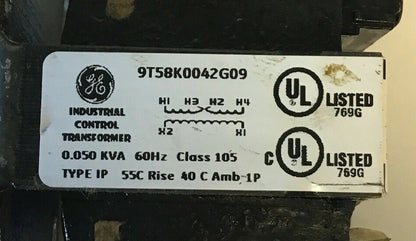 9T58K0042G09
GE
INDUSTRIAL
CONTROL
TRANSFORMER
H1 H3 H2 H4
X2 X1
UL LISTED
769G
0.050 KVA 60Hz Class 105
TYPE IP 55C Rise 40 C Amb 1P
C UL LISTED
769G